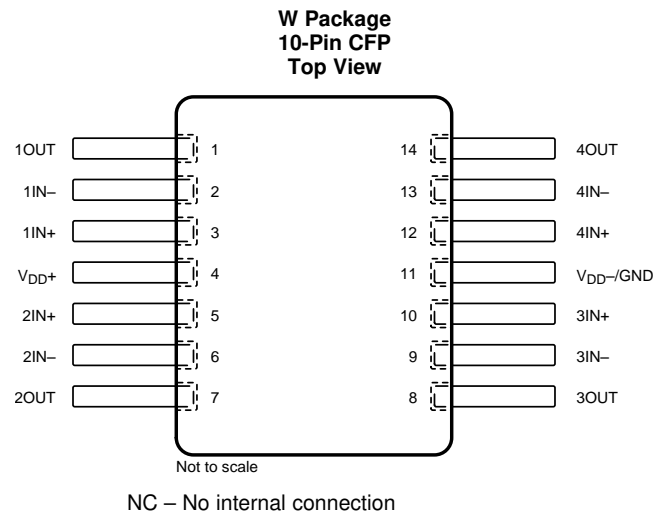 W Package
10-Pin CFP
Top View
1OUT 1 14 4OUT
1IN– 2 13 4IN–
1IN+ 3 12 4IN+
VDD+ 4 11 VDD–/GND
2IN+ 5 10 3IN+
2IN– 6 9 3IN–
2OUT 7 8 3OUT
Not to scale
NC – No internal connection